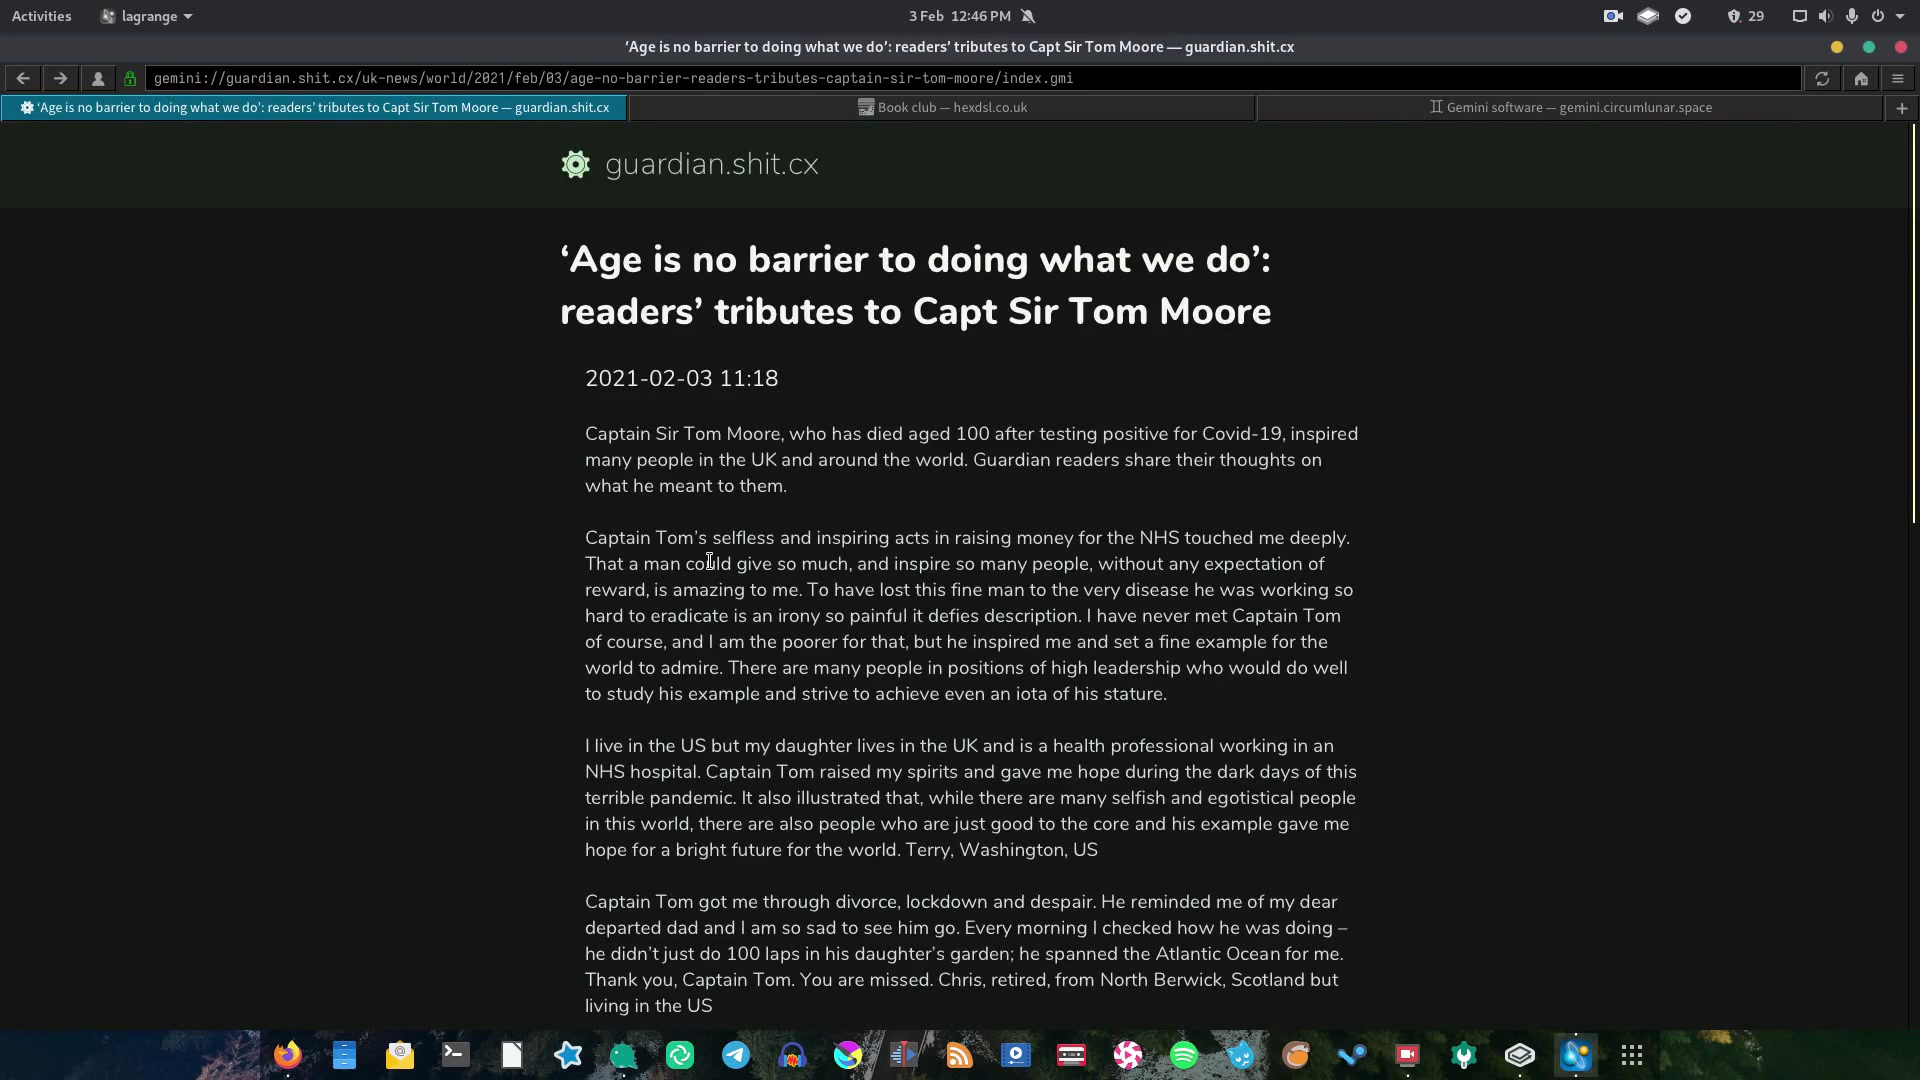 Activities lagrange 3 Feb 12:46 PM 29
‘Age is no barrier to doing what we do’: readers’ tributes to Capt Sir Tom Moore — guardian.shit.cx
gemini://guardian.shit.cx/uk-news/world/2021/feb/03/age-no-barrier-readers-tributes-captain-sir-tom-moore/index.gmi
‘Age is no barrier to doing what we do’: readers’ tributes to Capt Sir Tom Moore — guardian.shit.cx Book club — hexdsl.co.uk Gemini software — gemini.circumlunar.space
guardian.shit.cx
‘Age is no barrier to doing what we do’:
readers’ tributes to Capt Sir Tom Moore
2021-02-03 11:18
Captain Sir Tom Moore, who has died aged 100 after testing positive for Covid-19, inspired
many people in the UK and around the world. Guardian readers share their thoughts on
what he meant to them.
Captain Tom’s selfless and inspiring acts in raising money for the NHS touched me deeply.
That a man could give so much, and inspire so many people, without any expectation of
reward, is amazing to me. To have lost this fine man to the very disease he was working so
hard to eradicate is an irony so painful it defies description. I have never met Captain Tom
of course, and I am the poorer for that, but he inspired me and set a fine example for the
world to admire. There are many people in positions of high leadership who would do well
to study his example and strive to achieve even an iota of his stature.
I live in the US but my daughter lives in the UK and is a health professional working in an
NHS hospital. Captain Tom raised my spirits and gave me hope during the dark days of this
terrible pandemic. It also illustrated that, while there are many selfish and egotistical people
in this world, there are also people who are just good to the core and his example gave me
hope for a bright future for the world. Terry, Washington, US
Captain Tom got me through divorce, lockdown and despair. He reminded me of my dear
departed dad and I am so sad to see him go. Every morning I checked how he was doing –
he didn’t just do 100 laps in his daughter’s garden; he spanned the Atlantic Ocean for me.
Thank you, Captain Tom. You are missed. Chris, retired, from North Berwick, Scotland but
living in the US